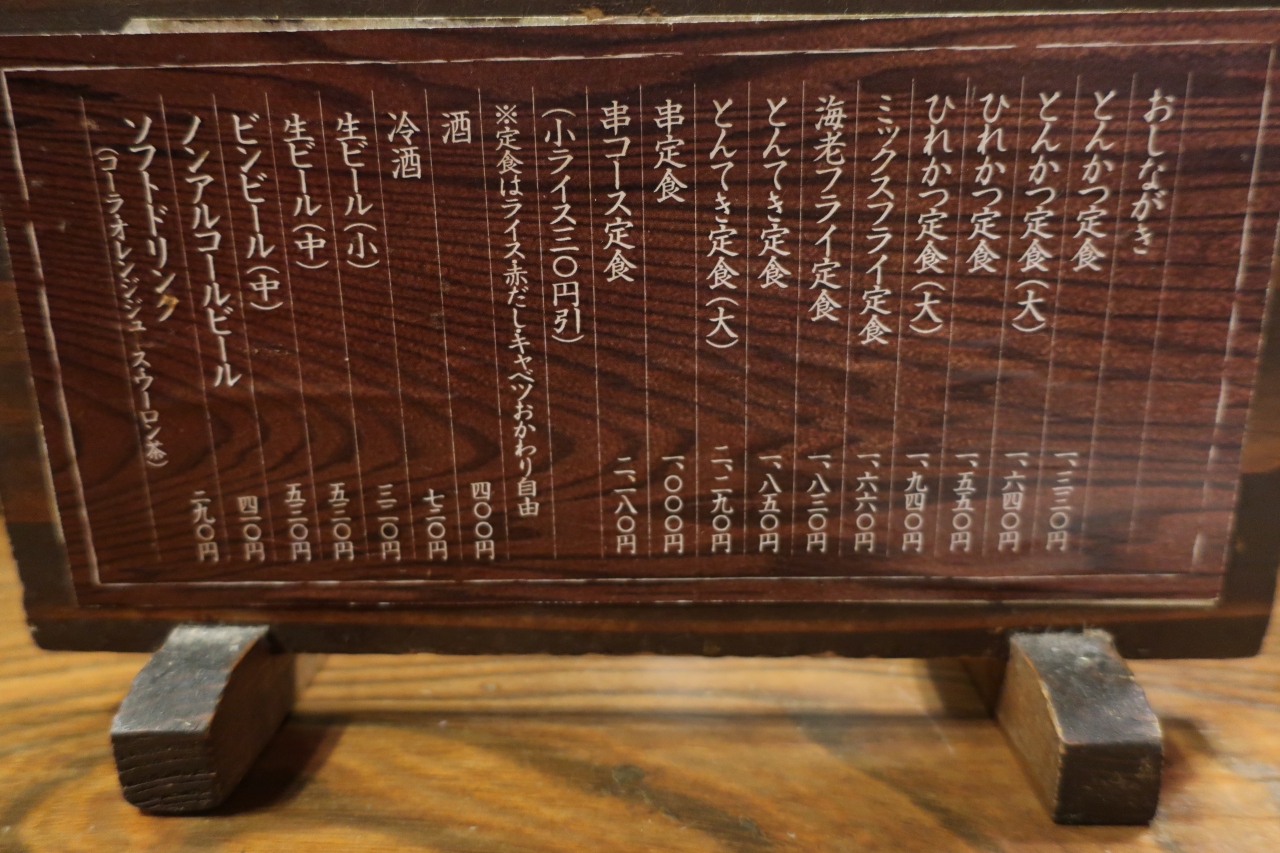 おしながき
とんかつ定食 一、三三〇円
とんかつ定食(大) 一、六四〇円
ひれかつ定食 一、五五〇円
ひれかつ定食(大) 一、九四〇円
ミックスフライ定食 一、六六〇円
海老フライ定食 一、八三〇円
とんてき定食 一、八五〇円
とんてき定食(大) 二、二九〇円
串定食 一、〇〇〇円
串コース定食 二、二八〇円
(小ライス三〇円引)
※定食はライス・赤だし・キャベツおかわり自由
酒 四〇〇円
冷酒 七二〇円
生ビール(小) 三二〇円
生ビール(中) 五二〇円
ビンビール(中) 五二〇円
ノンアルコールビール 四一〇円
ソフトドリンク 二九〇円
(コーラ・オレンジジュース・ウーロン茶)